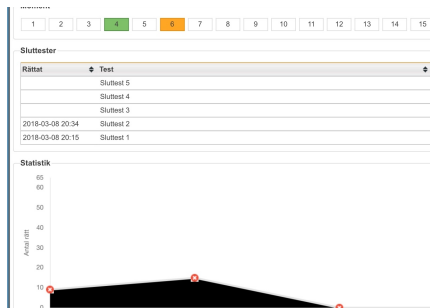 Moment
1 2 3 4 5 6 7 8 9 10 11 12 13 14 15
Sluttester
Rättat Test
Sluttest 5
Sluttest 4
Sluttest 3
2018-03-08 20:34 Sluttest 2
2018-03-08 20:15 Sluttest 1
Statistik
65
60
50
40
Antal rätt
30
20
10
0